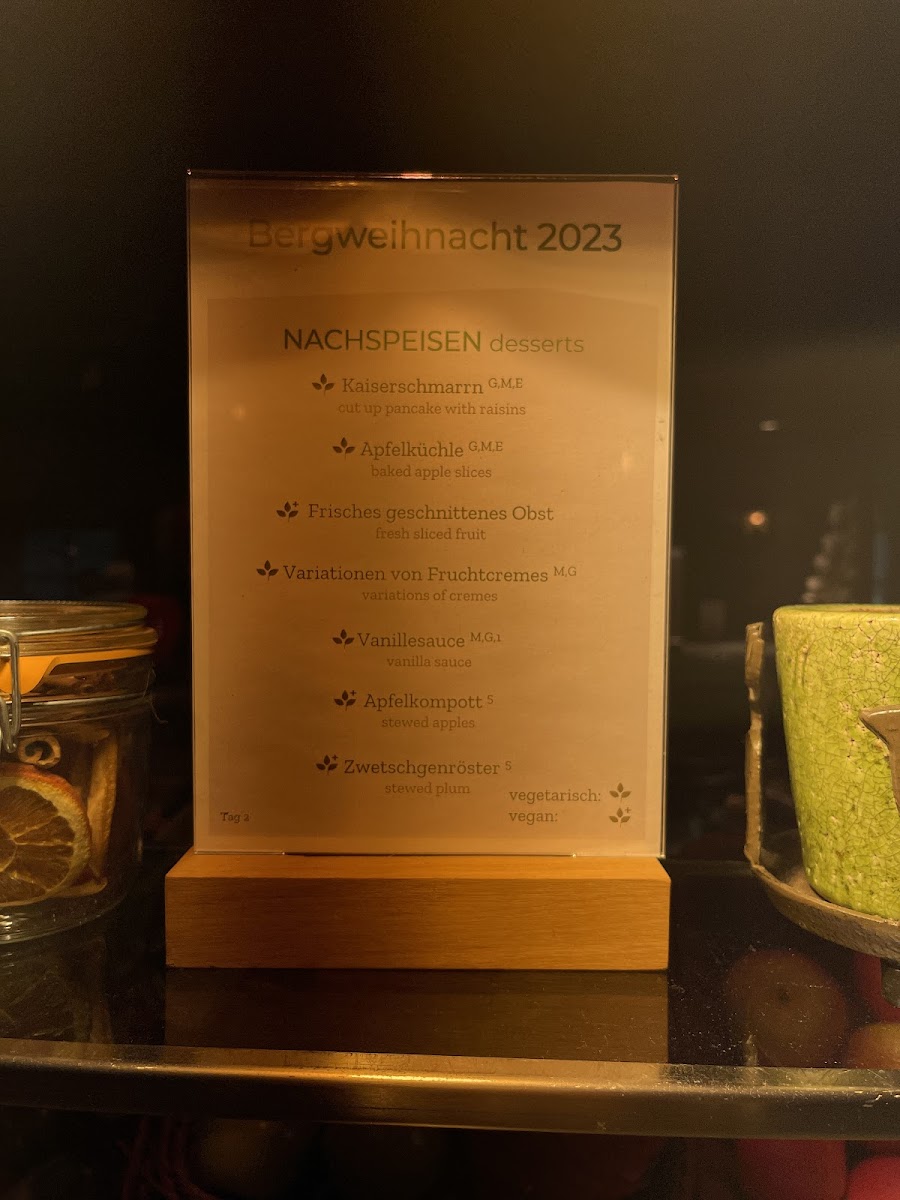 Bergweihnacht 2023
NACHSPEISEN desserts
Kaiserschmarrn G,M,E
cut up pancake with raisins
Apfelküchle G,M,E
baked apple slices
Frisches geschnittenes Obst
fresh sliced fruit
Variationen von Fruchtcremes M,G
variations of cremes
Vanillesauce M,G,1
vanilla sauce
Apfelkompott S
stewed apples
Zwetschgenröster S
stewed plum
vegetarisch:
vegan:
Tag 2